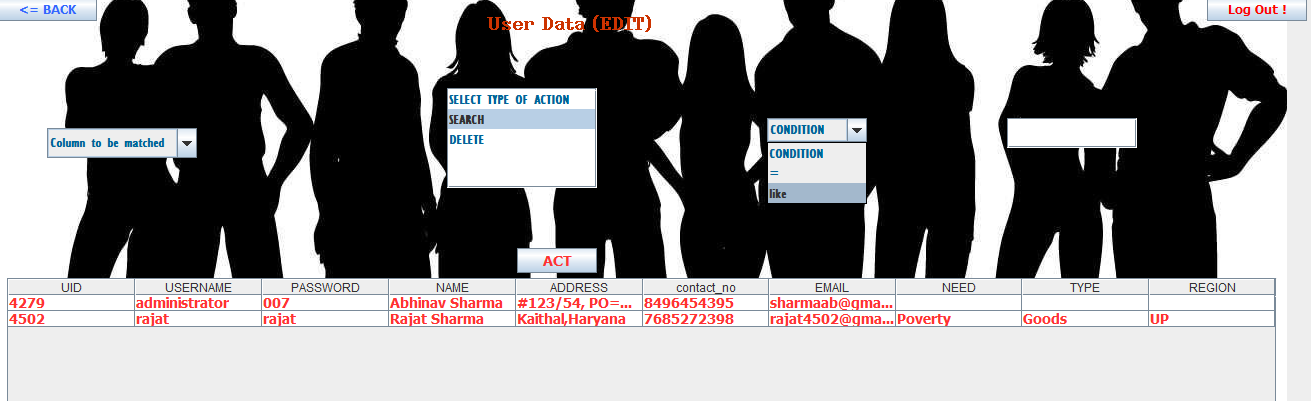 <= BACK
User Data (EDIT)
Log Out !
Column to be matched
SELECT TYPE OF ACTION
SEARCH
DELETE
CONDITION
CONDITION
=
like
ACT
UID USERNAME PASSWORD NAME ADDRESS contact_no EMAIL NEED TYPE REGION
4279 administrator 007 Abhinav Sharma #123/54, PO=... 8496454395 sharmaab@gma...
4502 rajat rajat Rajat Sharma Kaithal,Haryana 7685272398 rajat4502@gma... Poverty Goods UP